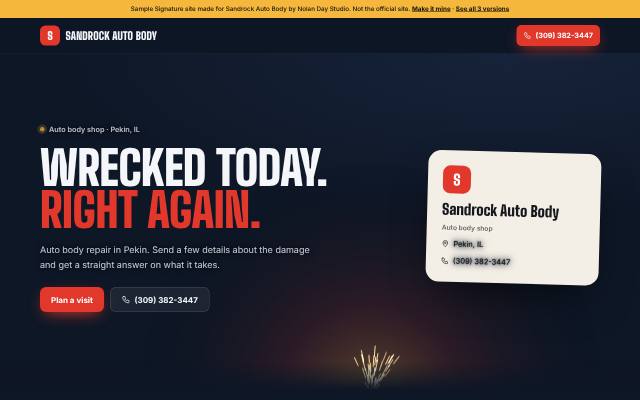 Sample Signature site made for Sandrock Auto Body by Nolan Day Studio. Not the official site. Make it mine · See all 3 versions
S SANDROCK AUTO BODY
(309) 382-3447
Auto body shop · Pekin, IL
WRECKED TODAY.
RIGHT AGAIN.
Auto body repair in Pekin. Send a few details about the damage
and get a straight answer on what it takes.
Plan a visit
(309) 382-3447
S
Sandrock Auto Body
Auto body shop
Pekin, IL
(309) 382-3447